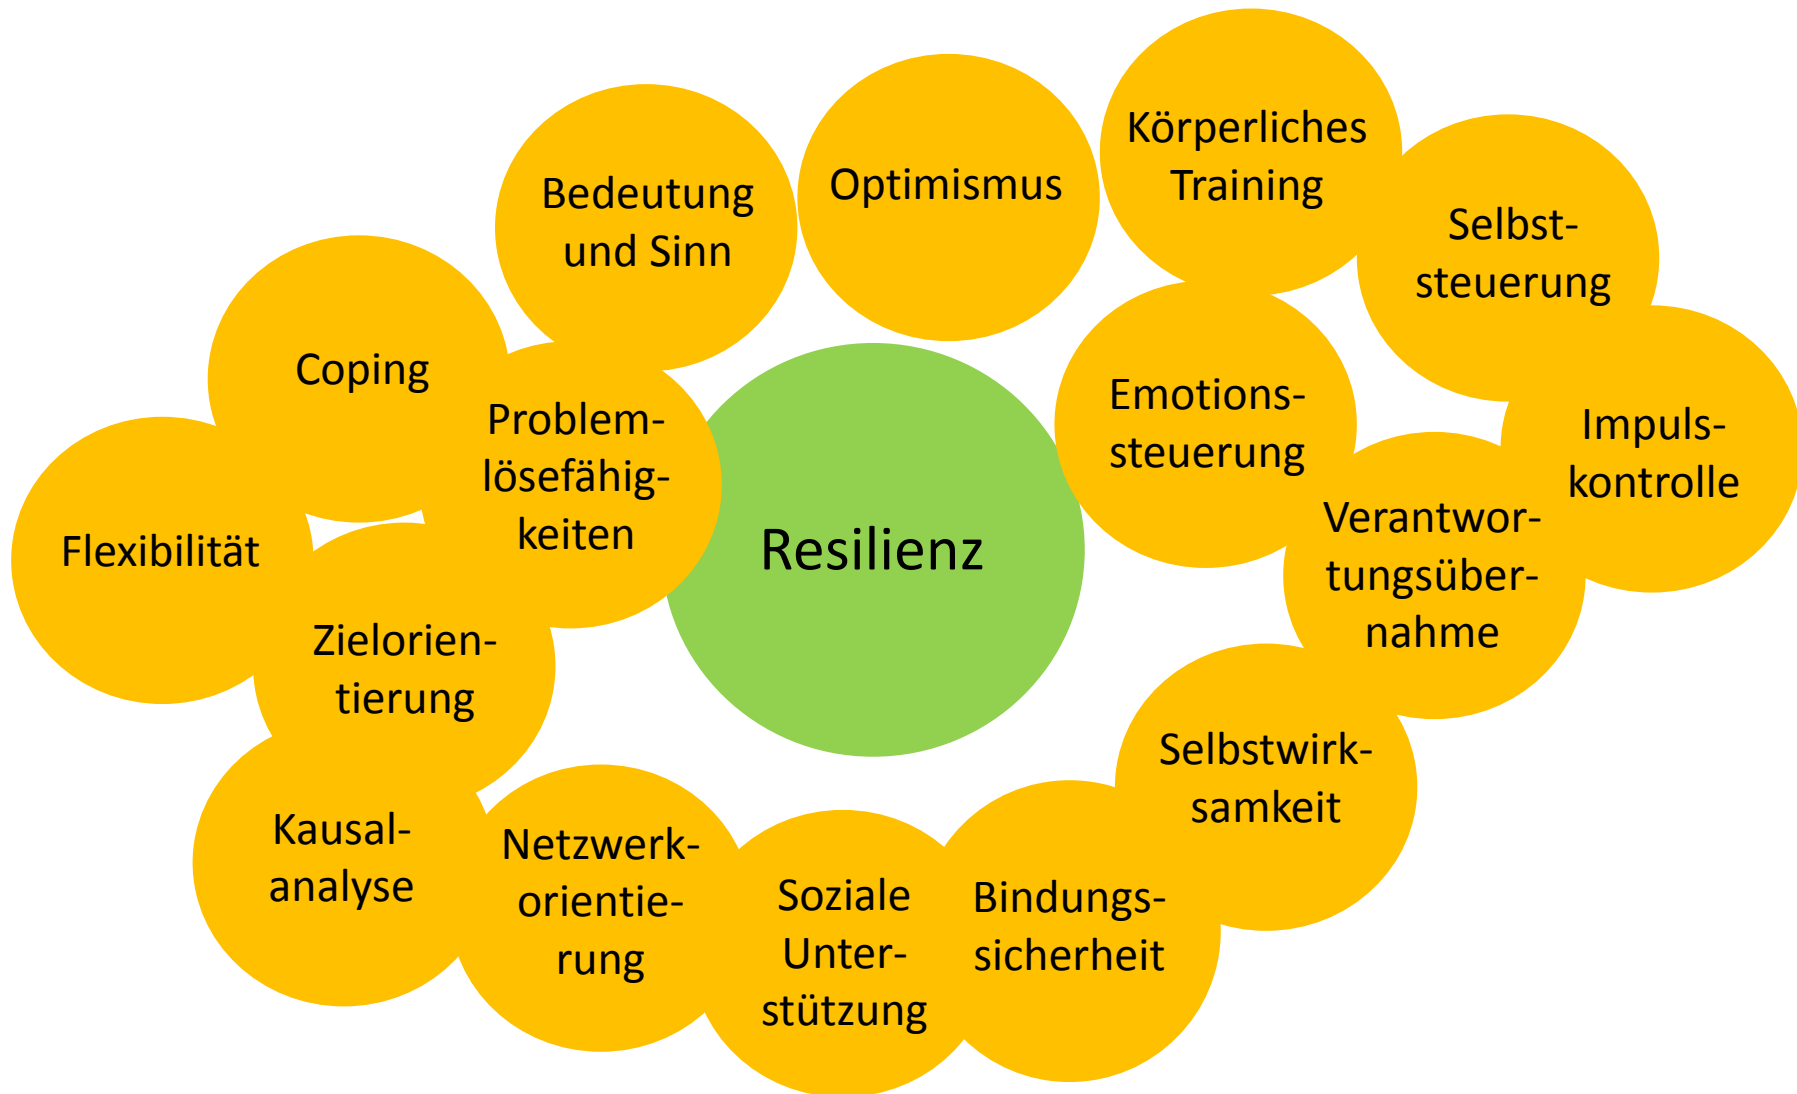 Körperliches
Training
Optimismus
Bedeutung
und Sinn
Selbst-
steuerung
Coping
Emotions-
steuerung
Problem-
lösefähig-
keiten
Impuls-
kontrolle
Flexibilität
Resilienz
Verantwor-
tungsüber-
nahme
Zielorien-
tierung
Selbstwirk-
samkeit
Kausal-
analyse
Netzwerk-
orientie-
rung
Soziale
Unter-
stützung
Bindungs-
sicherheit